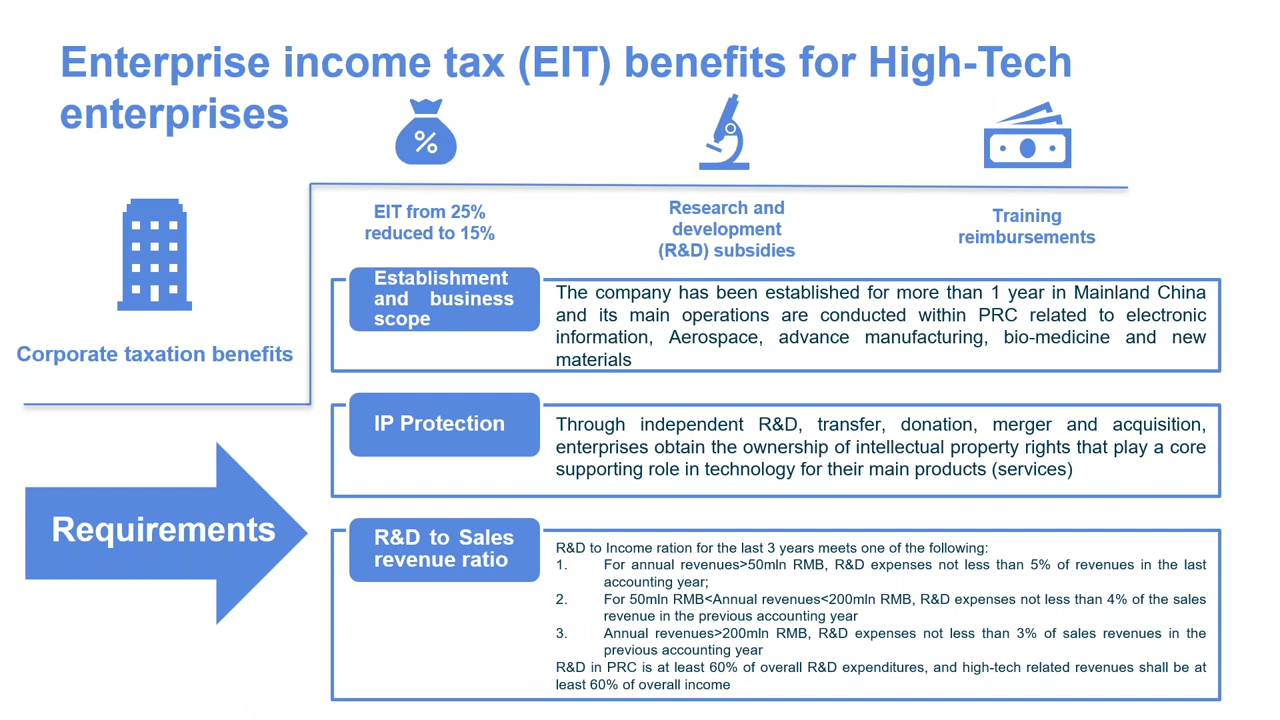 Enterprise income tax (EIT) benefits for High-Tech
enterprises
%
EIT from 25%
reduced to 15%
Research and
development
(R&D) subsidies
Training
reimbursements
Corporate taxation benefits
Requirements
Establishment
and business
scope
The company has been established for more than 1 year in Mainland China
and its main operations are conducted within PRC related to electronic
information, Aerospace, advance manufacturing, bio-medicine and new
materials
IP Protection
Through independent R&D, transfer, donation, merger and acquisition,
enterprises obtain the ownership of intellectual property rights that play a core
supporting role in technology for their main products (services)
R&D to Sales
revenue ratio
R&D to Income ration for the last 3 years meets one of the following:
1. For annual revenues>50mln RMB, R&D expenses not less than 5% of revenues in the last
accounting year;
2. For 50mln RMB<Annual revenues<200mln RMB, R&D expenses not less than 4% of the sales
revenue in the previous accounting year
3. Annual revenues>200mln RMB, R&D expenses not less than 3% of sales revenues in the
previous accounting year
R&D in PRC is at least 60% of overall R&D expenditures, and high-tech related revenues shall be at
least 60% of overall income